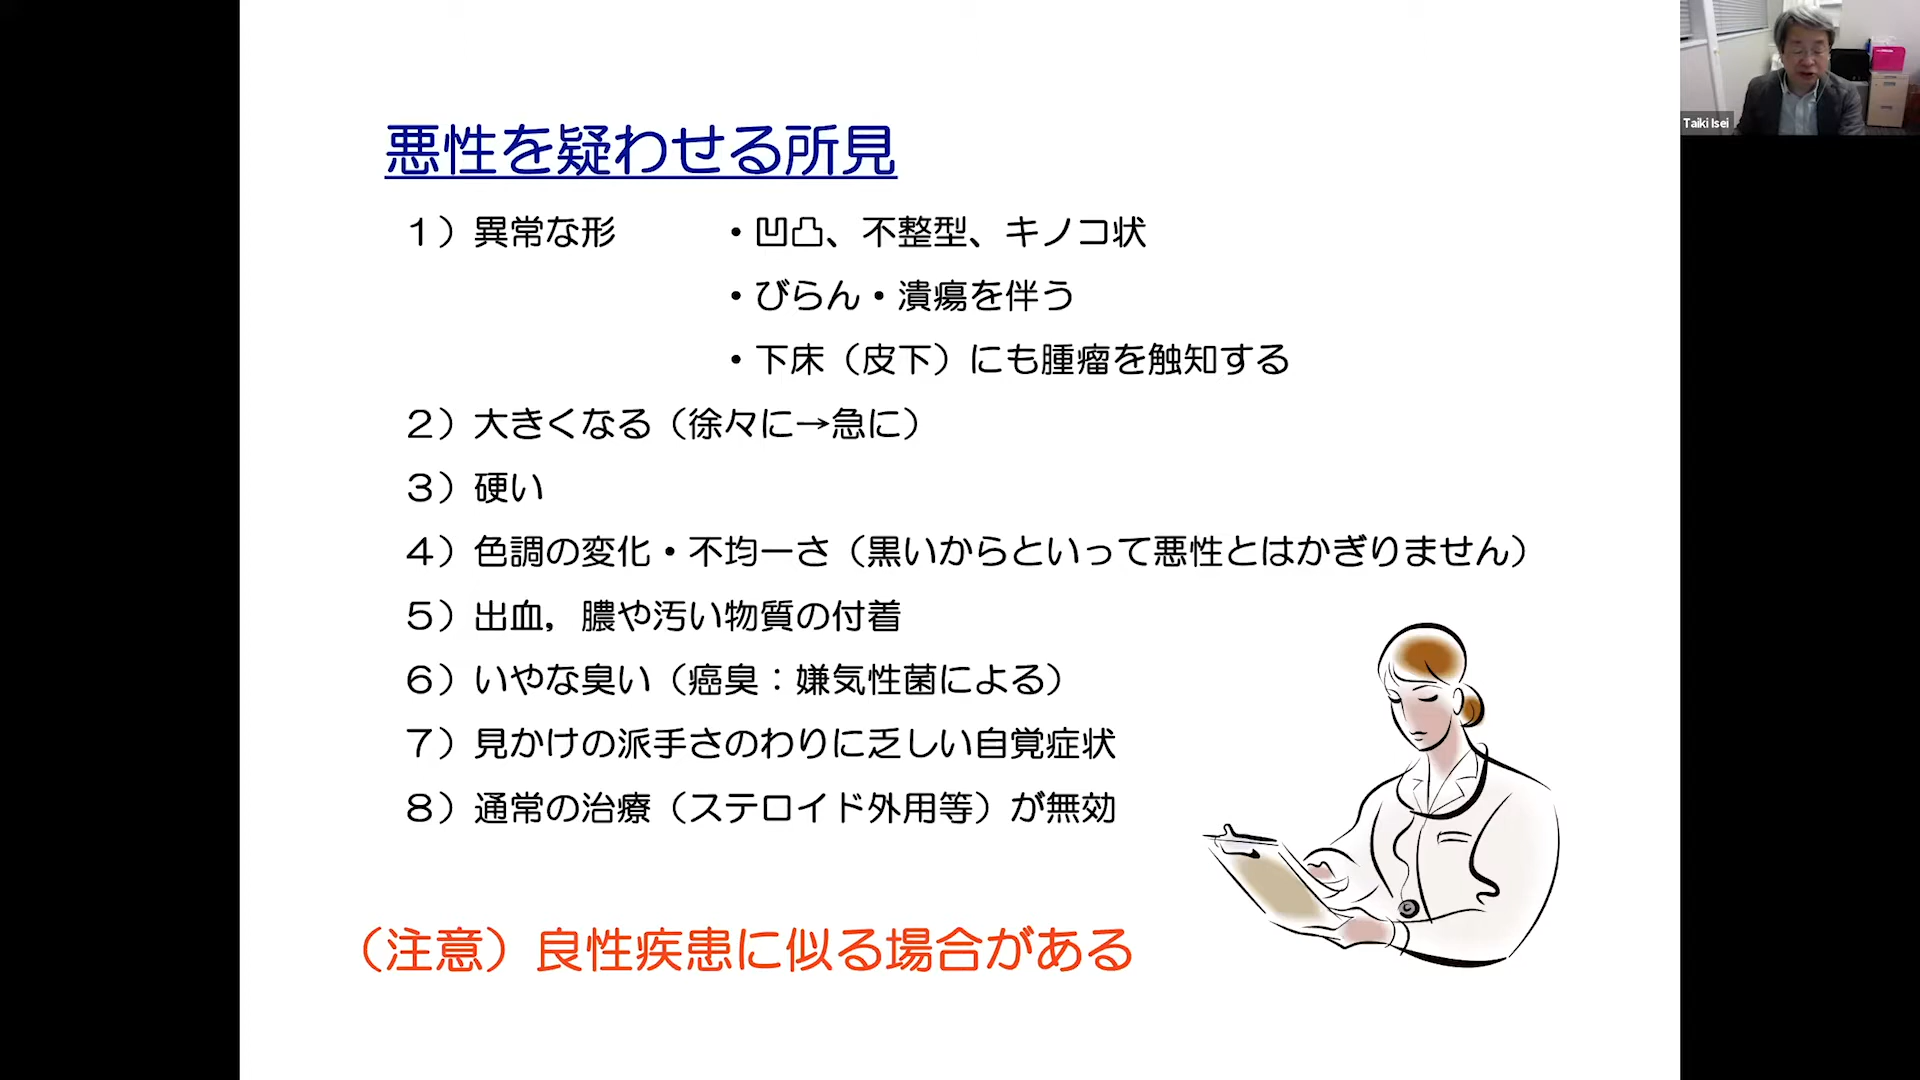 悪性を疑わせる所見
１）異常な形 ・凹凸、不整型、キノコ状
・びらん・潰瘍を伴う
・下床（皮下）にも腫瘤を触知する
２）大きくなる（徐々に→急に）
３）硬い
４）色調の変化・不均一さ（黒いからといって悪性とはかぎりません）
５）出血，膿や汚い物質の付着
６）いやな臭い（癌臭：嫌気性菌による）
７）見かけの派手さのわりに乏しい自覚症状
８）通常の治療（ステロイド外用等）が無効
（注意）良性疾患に似る場合がある
Taiki Isei